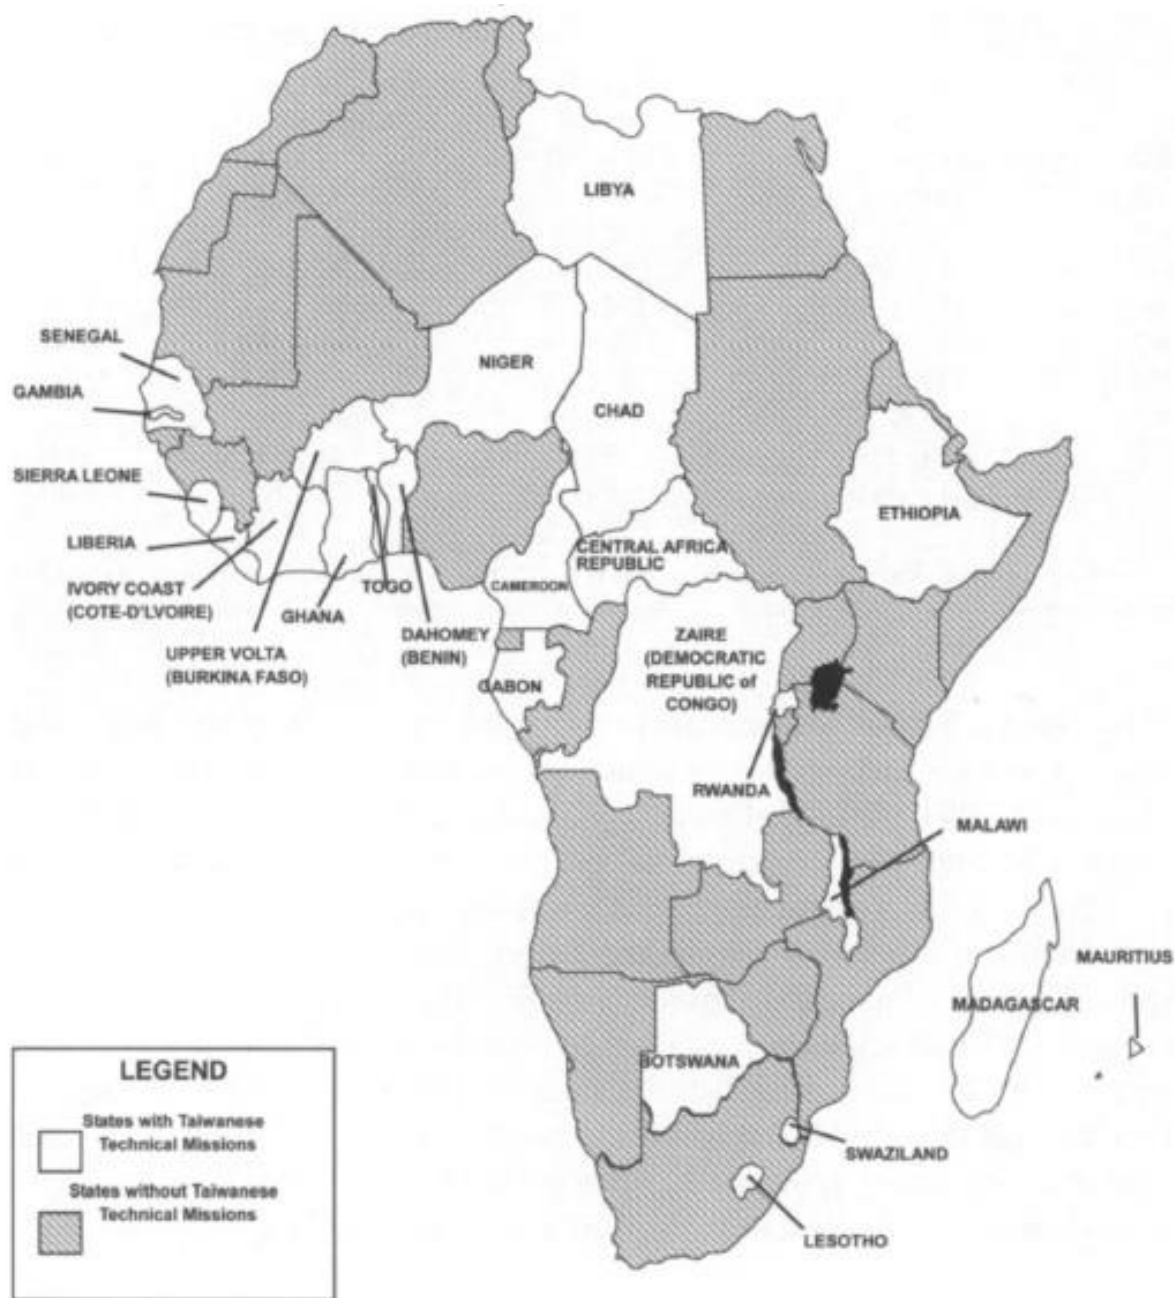 LIBYA
SENEGAL
NIGER
GAMBIA
CHAD
SIERRA LEONE
ETHIOPIA
LIBERIA
CENTRAL AFRICA
REPUBLIC
CAMEROON
IVORY COAST
(COTE-D'LVOIRE)
TOGO
GHANA
DAHOMEY
(BENIN)
UPPER VOLTA
(BURKINA FASO)
ZAIRE
(DEMOCRATIC
REPUBLIC of
CONGO)
GABON
RWANDA
MALAWI
MAURITIUS
MADAGASCAR
BOTSWANA
SWAZILAND
LESOTHO
LEGEND
States with Taiwanese
Technical Missions
States without Taiwanese
Technical Missions